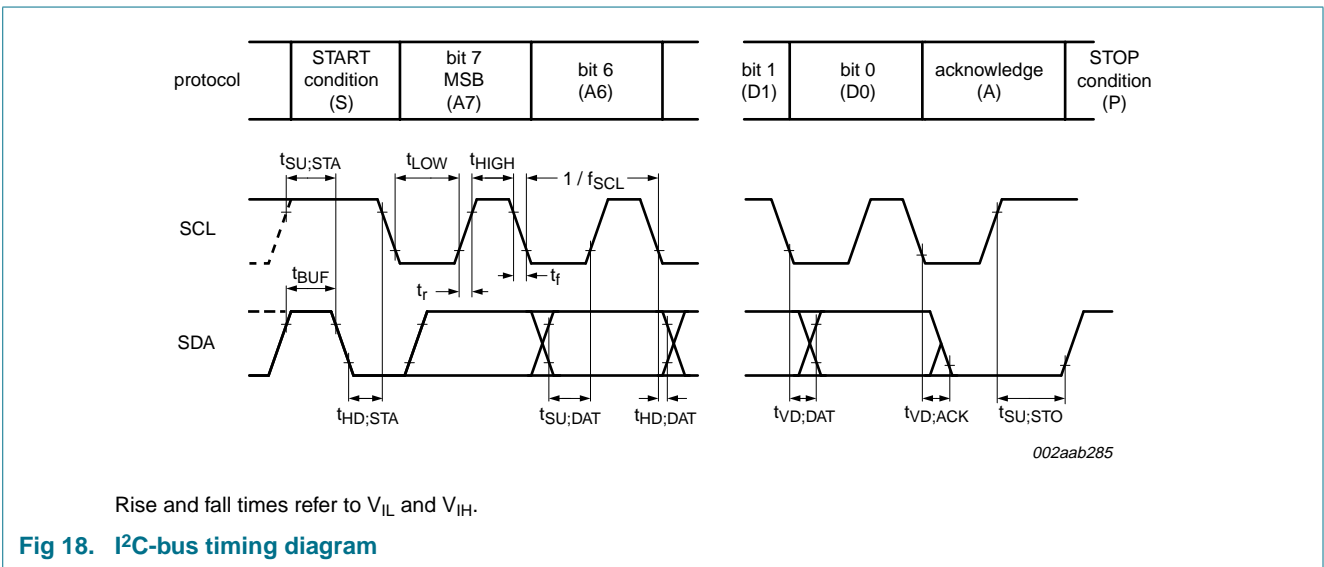 protocol
START
condition
(S)
bit 7
MSB
(A7)
bit 6
(A6)
bit 1
(D1)
bit 0
(D0)
acknowledge
(A)
STOP
condition
(P)
tSU;STA
tLOW
tHIGH
1 / fSCL
SCL
tBUF
tr
tf
SDA
tHD;STA
tSU;DAT
tHD;DAT
tVD;DAT
tVD;ACK
tSU;STO
002aab285
Rise and fall times refer to VIL and VIH.
Fig 18. I²C-bus timing diagram